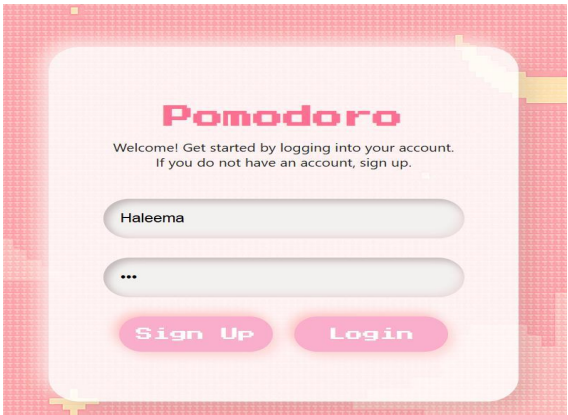 Pomodoro
Welcome! Get started by logging into your account.
If you do not have an account, sign up.
Haleema
•••
Sign Up Login